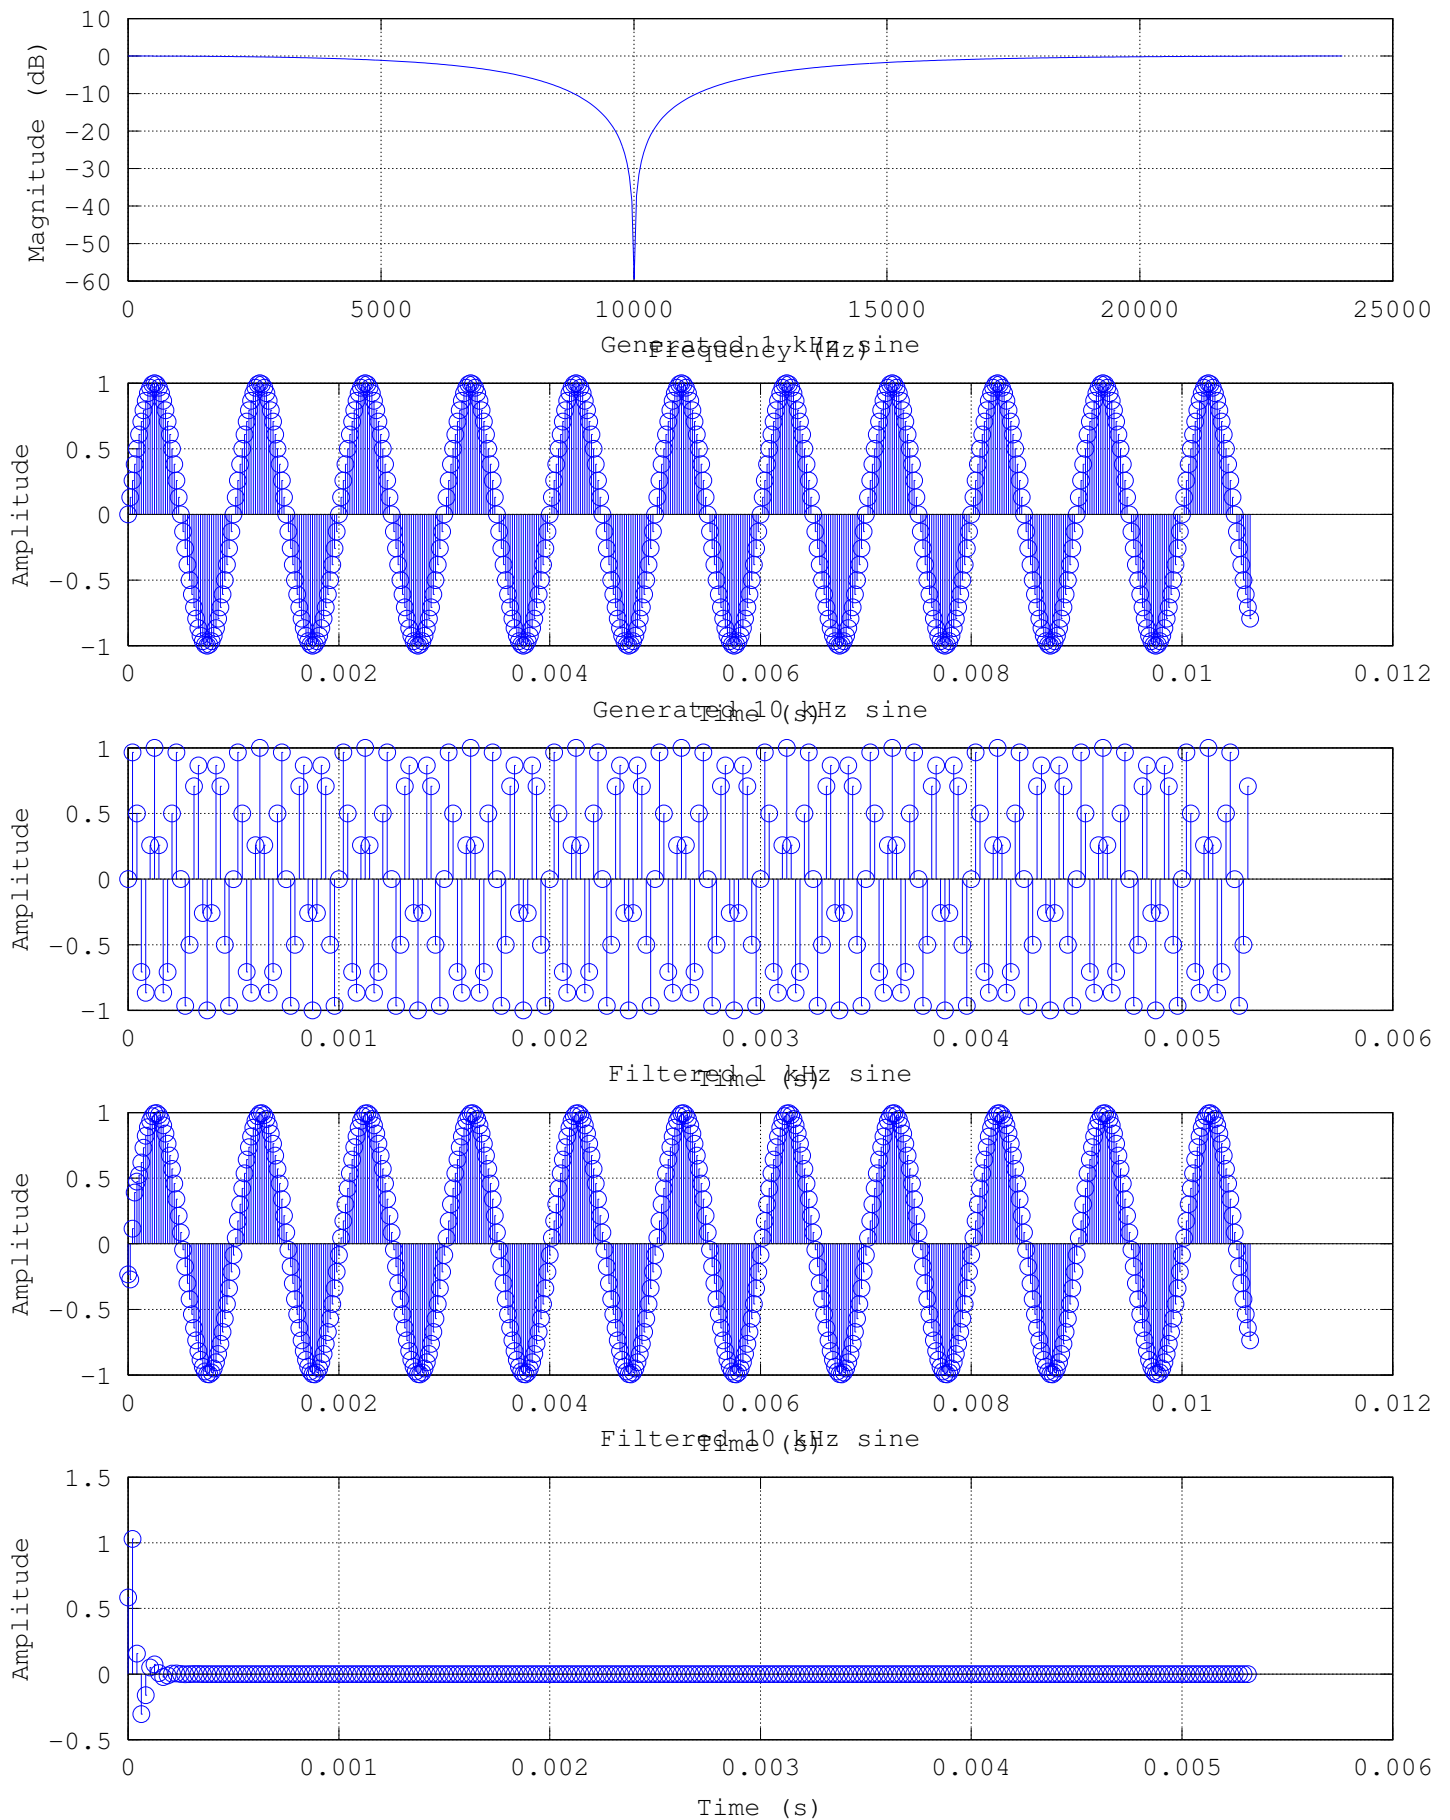 10
0
−10
−20
−30
−40
−50
−60
Magnitude (dB)
0 5000 10000 15000 20000 25000
Frequency (Hz)
Generated 1 kHz sine
1
0.5
0
−0.5
−1
Amplitude
0 0.002 0.004 0.006 0.008 0.01 0.012
Time (s)
Generated 10 kHz sine
1
0.5
0
−0.5
−1
Amplitude
0 0.001 0.002 0.003 0.004 0.005 0.006
Time (s)
Filtered 1 kHz sine
1
0.5
0
−0.5
−1
Amplitude
0 0.002 0.004 0.006 0.008 0.01 0.012
Time (s)
Filtered 10 kHz sine
1.5
1
0.5
0
−0.5
Amplitude
0 0.001 0.002 0.003 0.004 0.005 0.006
Time (s)